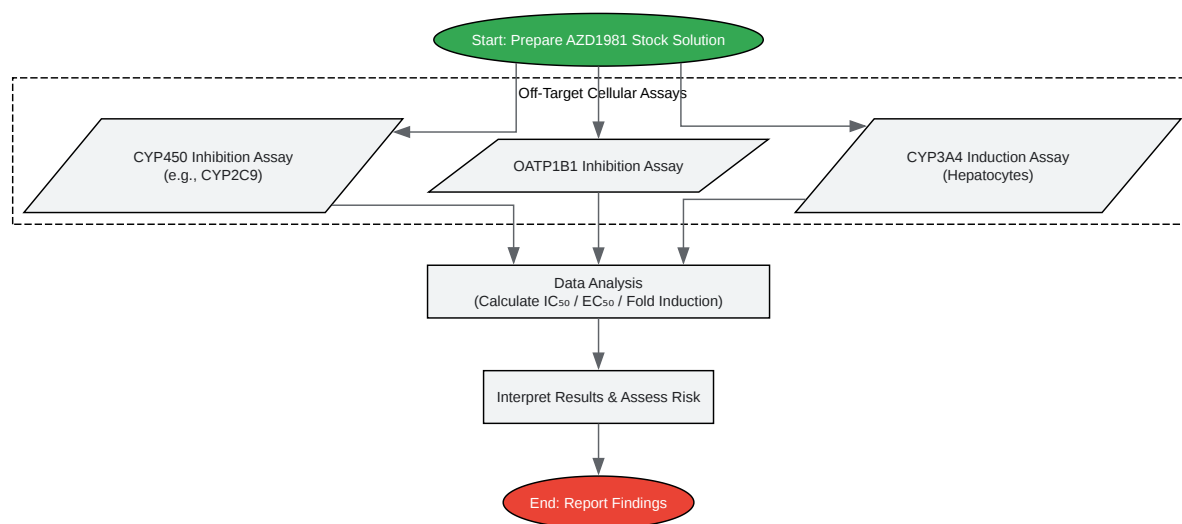 Start: Prepare AZD1981 Stock Solution
Off-Target Cellular Assays
CYP450 Inhibition Assay
(e.g., CYP2C9)
OATP1B1 Inhibition Assay
CYP3A4 Induction Assay
(Hepatocytes)
Data Analysis
(Calculate IC₅₀ / EC₅₀ / Fold Induction)
Interpret Results & Assess Risk
End: Report Findings